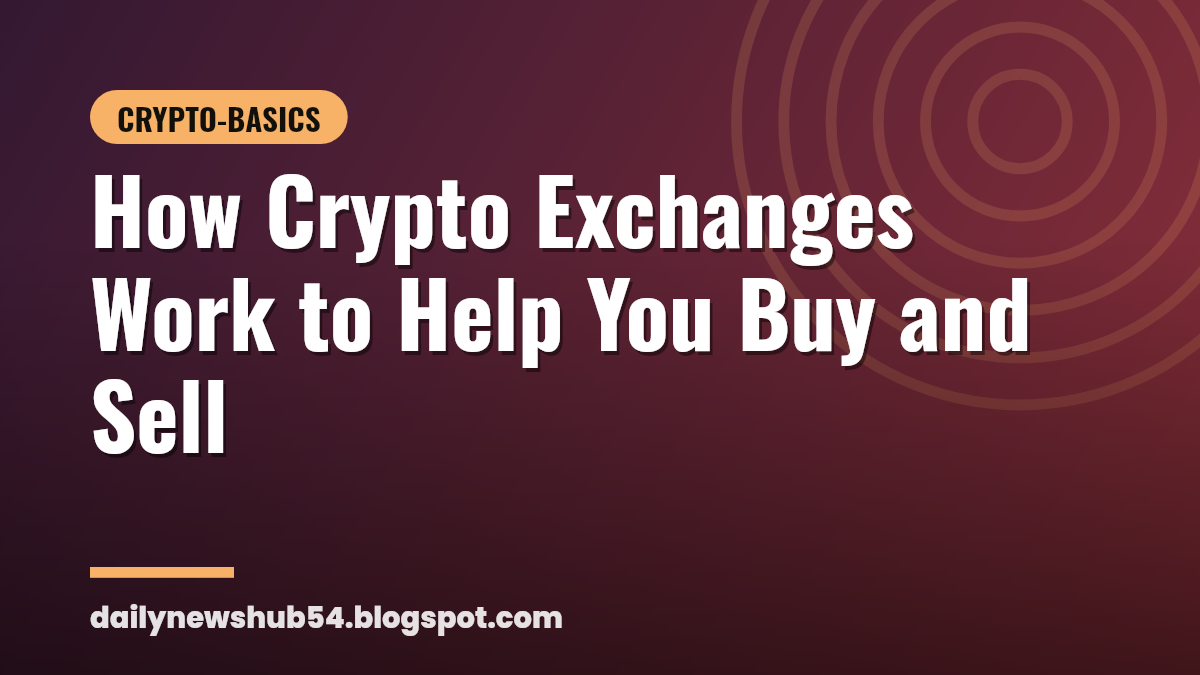 CRYPTO-BASICS
How Crypto Exchanges
Work to Help You Buy and
Sell
dailynewshub54.blogspot.com